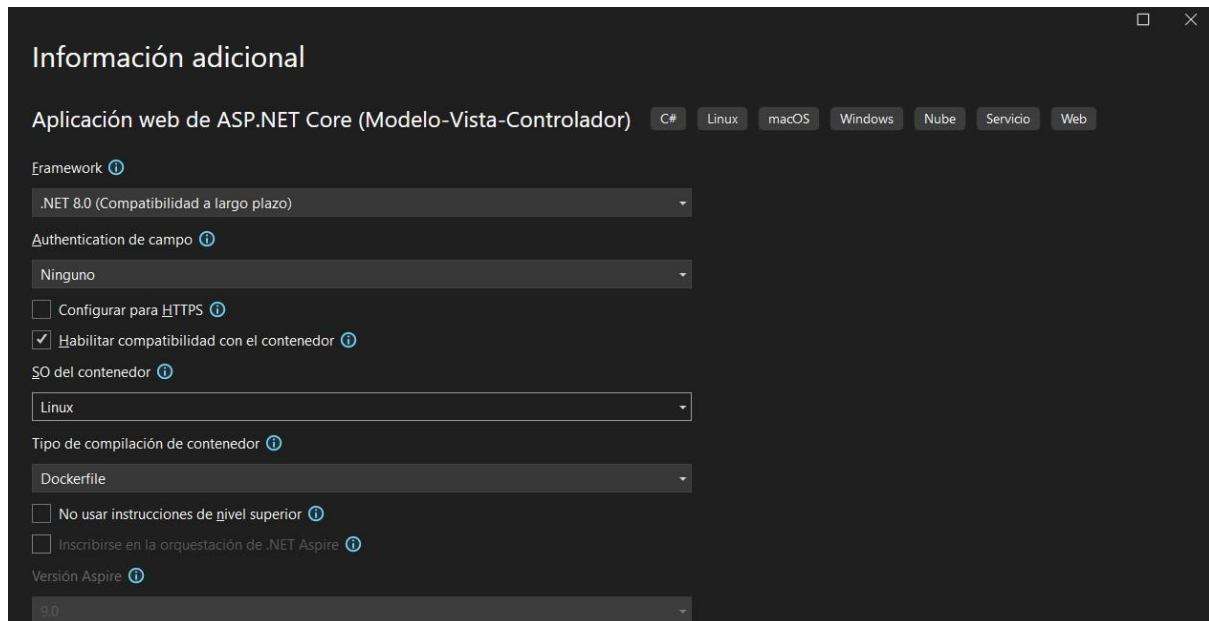 Información adicional
Aplicación web de ASP.NET Core (Modelo-Vista-Controlador) C# Linux macOS Windows Nube Servicio Web
Framework
.NET 8.0 (Compatibilidad a largo plazo)
Authentication de campo
Ninguno
Configurar para HTTPS
Habilitar compatibilidad con el contenedor
SO del contenedor
Linux
Tipo de compilación de contenedor
Dockerfile
No usar instrucciones de nivel superior
Inscribirse en la orquestación de .NET Aspire
Versión Aspire
9.0